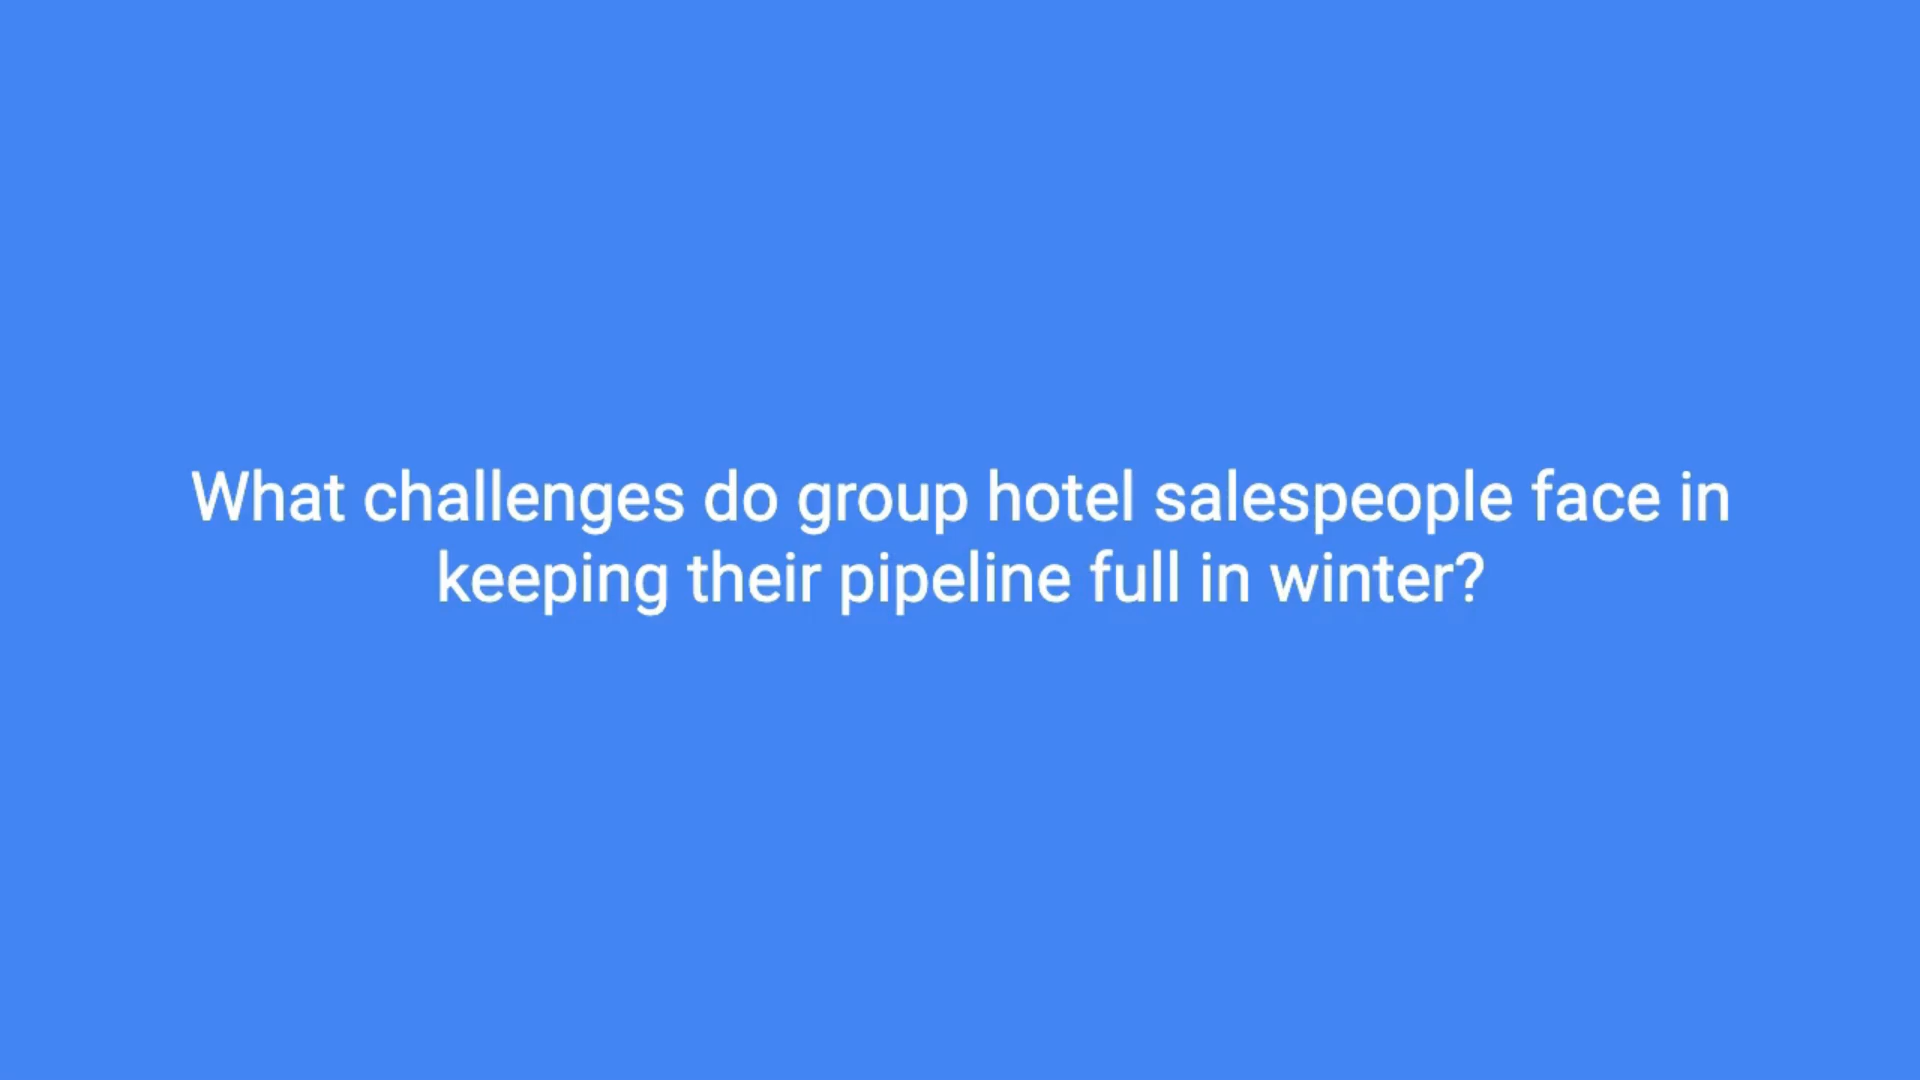 What challenges do group hotel salespeople face in
keeping their pipeline full in winter?